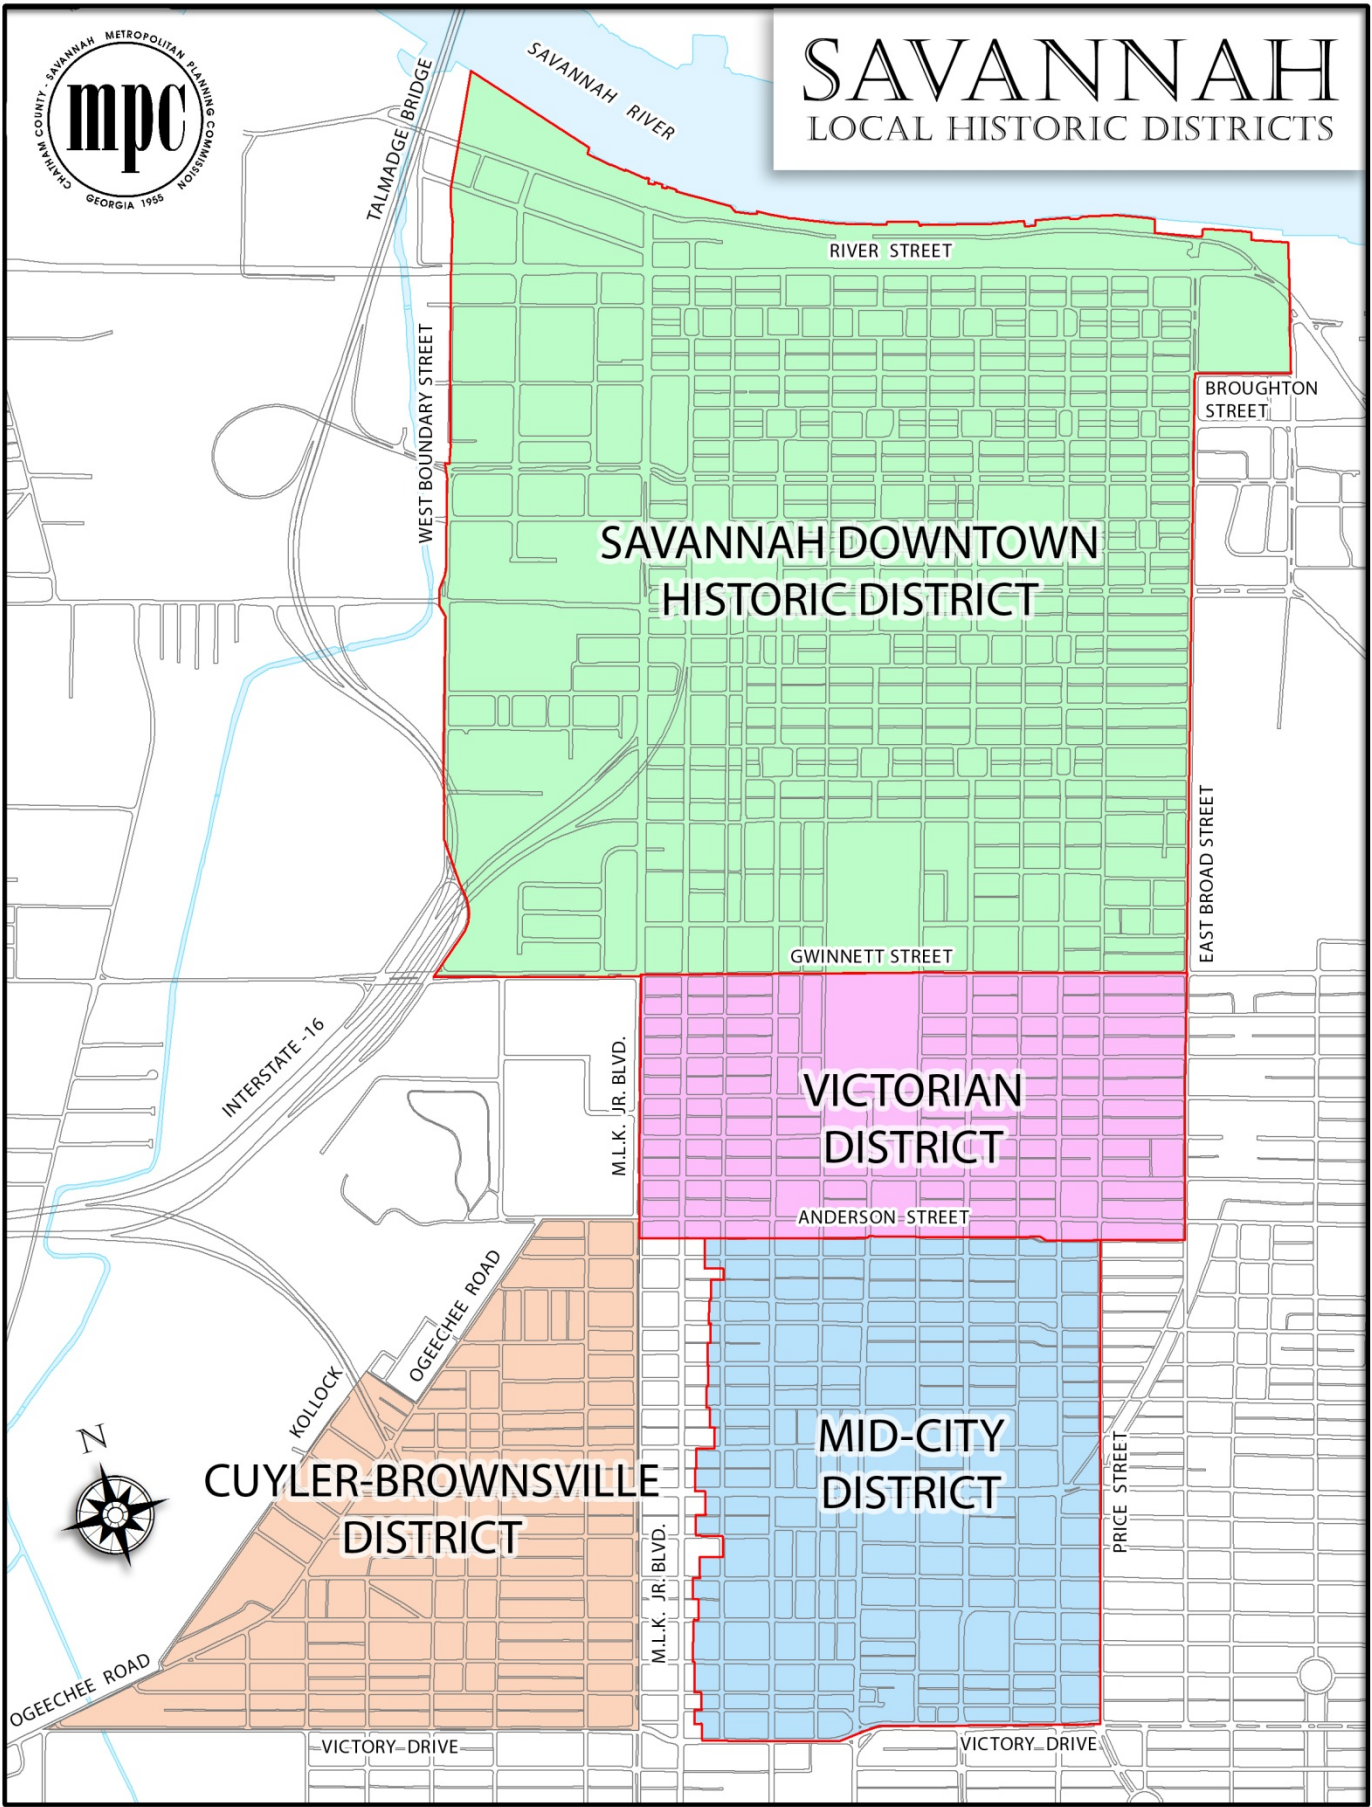 CHATHAM COUNTY - SAVANNAH METROPOLITAN PLANNING COMMISSION
mpc
GEORGIA 1955
SAVANNAH
LOCAL HISTORIC DISTRICTS
SAVANNAH RIVER
TALMADGE BRIDGE
RIVER STREET
WEST BOUNDARY STREET
BROUGHTON
STREET
SAVANNAH DOWNTOWN
HISTORIC DISTRICT
EAST BROAD STREET
GWINNETT STREET
INTERSTATE -16
M.L.K. JR. BLVD.
VICTORIAN
DISTRICT
ANDERSON STREET
OGEECHEE ROAD
KOLLOCK
N
CUYLER-BROWNSVILLE
DISTRICT
MID-CITY
DISTRICT
PRICE STREET
M.L.K. JR. BLVD.
OGEECHEE ROAD
VICTORY DRIVE
VICTORY DRIVE